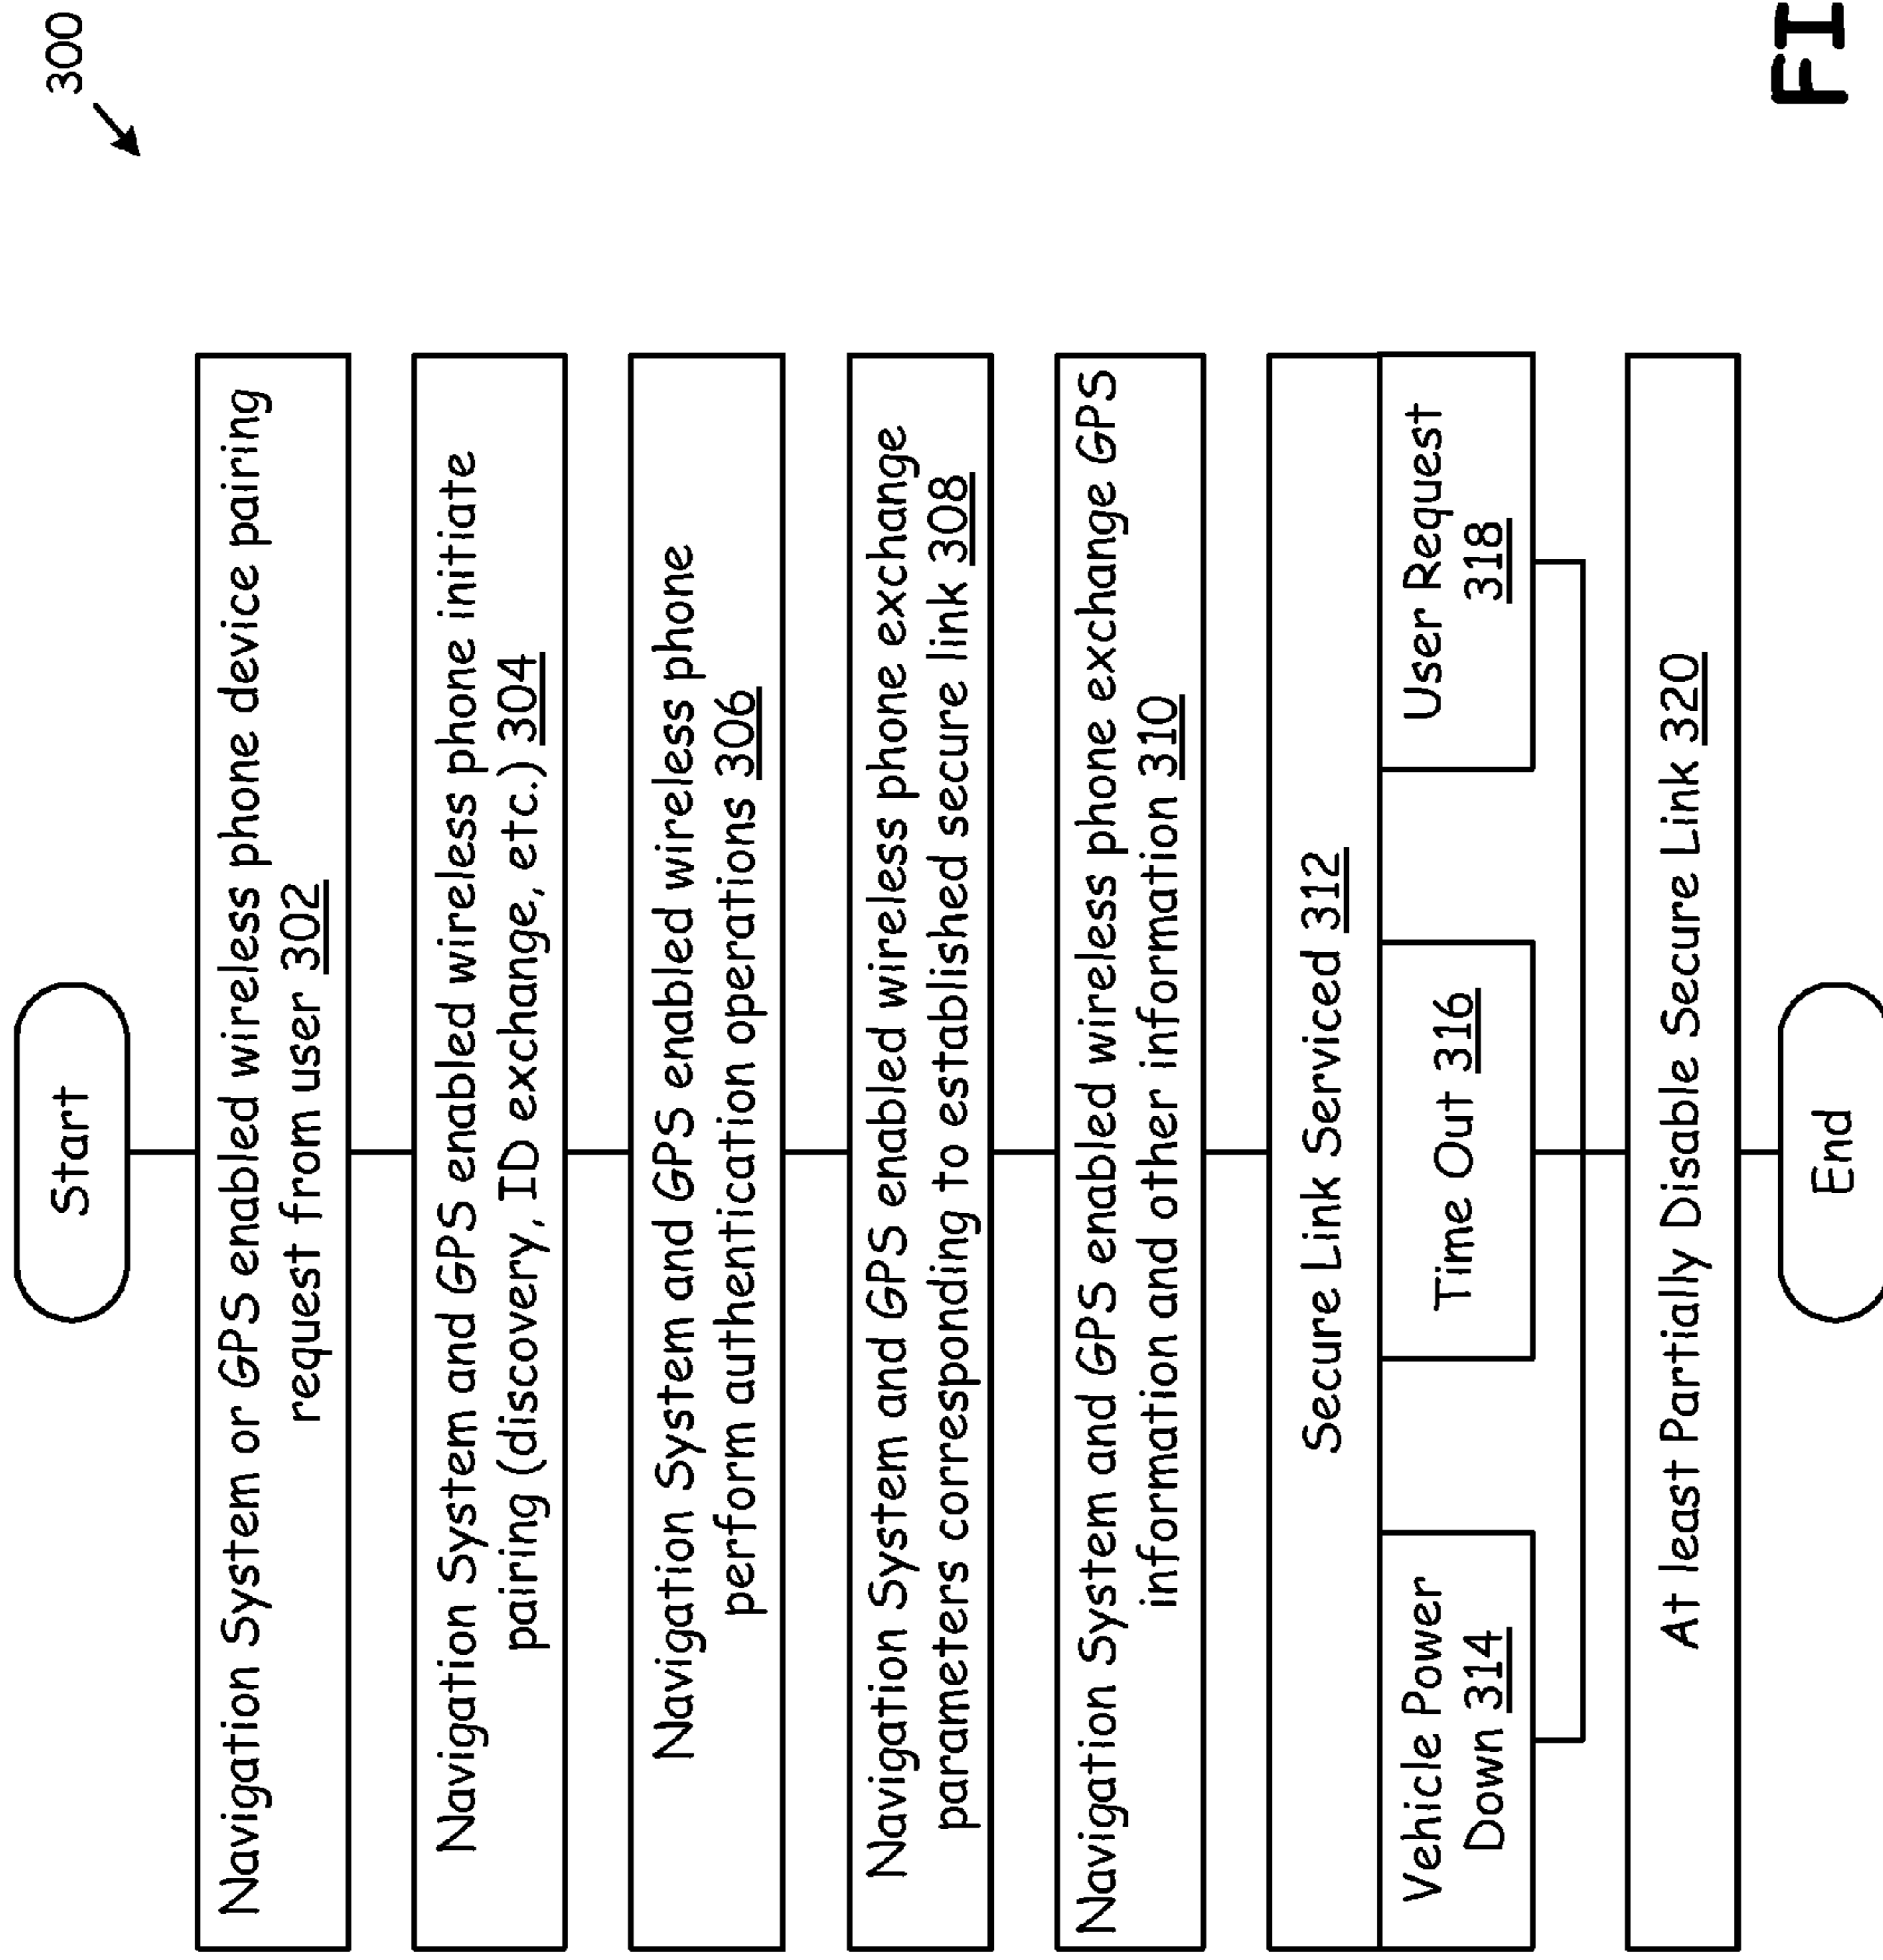 300
Start
Navigation System or GPS enabled wireless phone device pairing
request from user 302
Navigation System and GPS enabled wireless phone initiate
pairing (discovery, ID exchange, etc.) 304
Navigation System and GPS enabled wireless phone
perform authentication operations 306
Navigation System and GPS enabled wireless phone exchange
parameters corresponding to established secure link 308
Navigation System and GPS enabled wireless phone exchange GPS
information and other information 310
Secure Link Serviced 312
Vehicle Power
Down 314
Time Out 316
User Request
318
At least Partially Disable Secure Link 320
End
FI